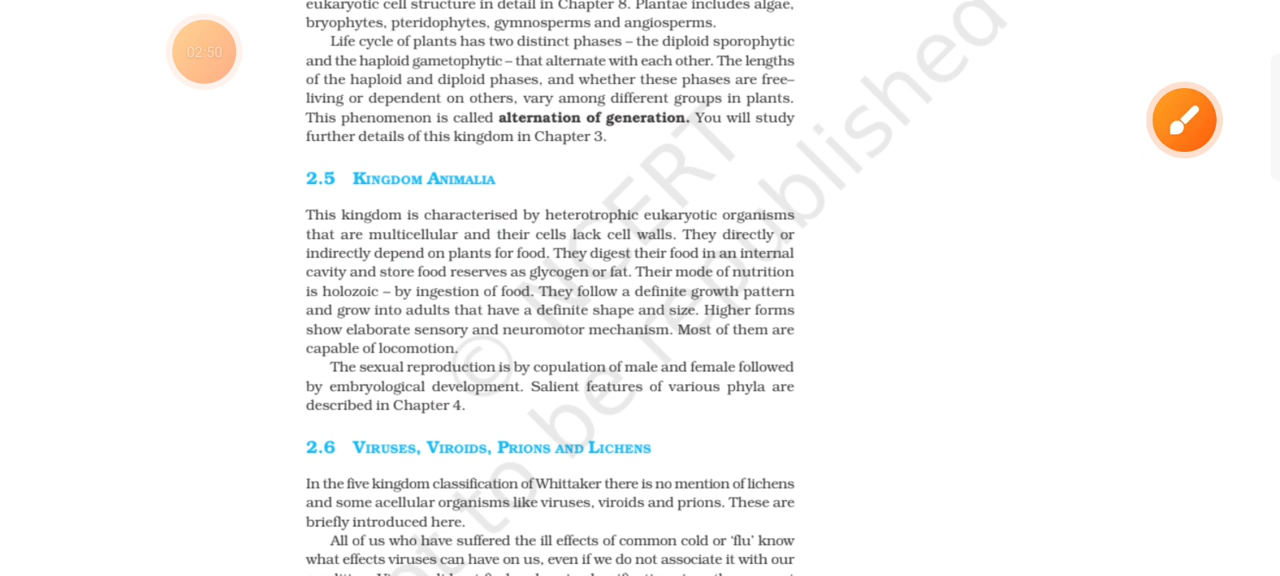 eukaryotic cell structure in detail in Chapter 8. Plantae includes algae,
bryophytes, pteridophytes, gymnosperms and angiosperms.
Life cycle of plants has two distinct phases – the diploid sporophytic
and the haploid gametophytic – that alternate with each other. The lengths
of the haploid and diploid phases, and whether these phases are free–
living or dependent on others, vary among different groups in plants.
This phenomenon is called alternation of generation. You will study
further details of this kingdom in Chapter 3.
2.5 KINGDOM ANIMALIA
This kingdom is characterised by heterotrophic eukaryotic organisms
that are multicellular and their cells lack cell walls. They directly or
indirectly depend on plants for food. They digest their food in an internal
cavity and store food reserves as glycogen or fat. Their mode of nutrition
is holozoic – by ingestion of food. They follow a definite growth pattern
and grow into adults that have a definite shape and size. Higher forms
show elaborate sensory and neuromotor mechanism. Most of them are
capable of locomotion.
The sexual reproduction is by copulation of male and female followed
by embryological development. Salient features of various phyla are
described in Chapter 4.
2.6 VIRUSES, VIROIDS, PRIONS AND LICHENS
In the five kingdom classification of Whittaker there is no mention of lichens
and some acellular organisms like viruses, viroids and prions. These are
briefly introduced here.
All of us who have suffered the ill effects of common cold or ‘flu’ know
what effects viruses can have on us, even if we do not associate it with our
02:50
© NCERT
not to be republished